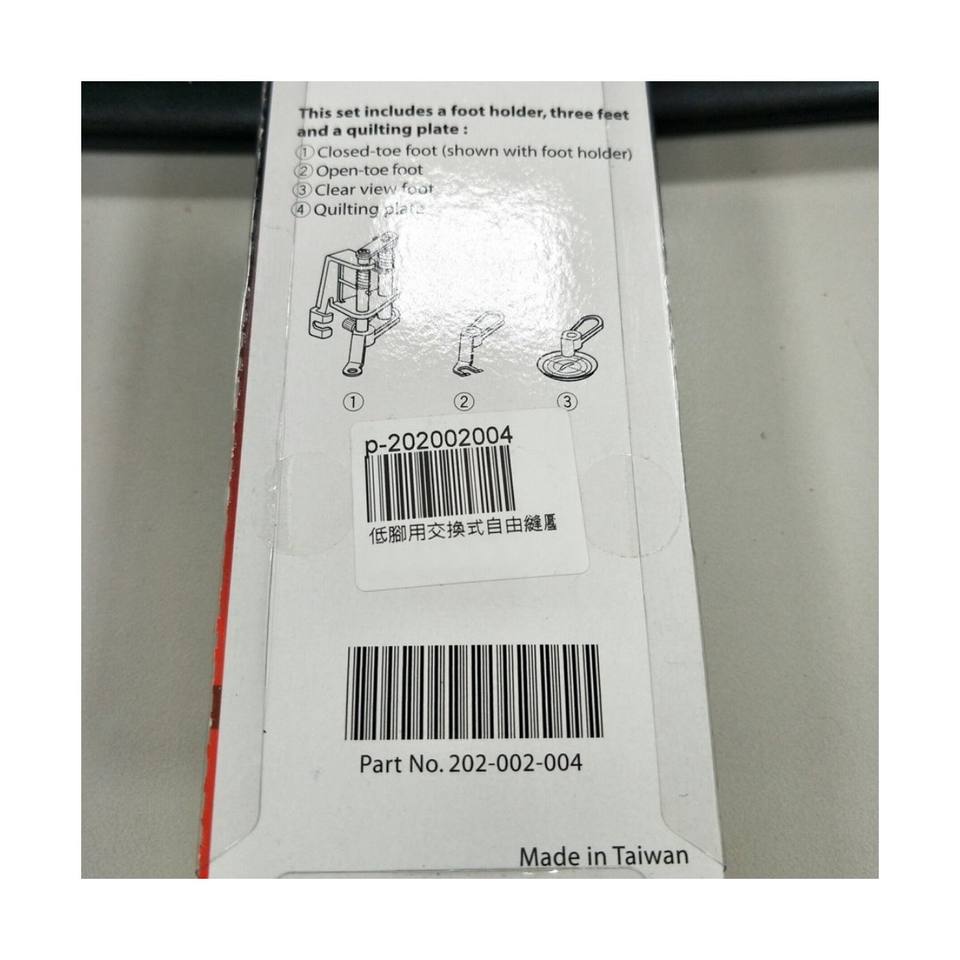 This set includes a foot holder, three feet
and a quilting plate :
① Closed-toe foot (shown with foot holder)
② Open-toe foot
③ Clear view foot
④ Quilting plate
① ② ③
p-202002004
低腳用交換式自由縫壓
Part No. 202-002-004
Made in Taiwan